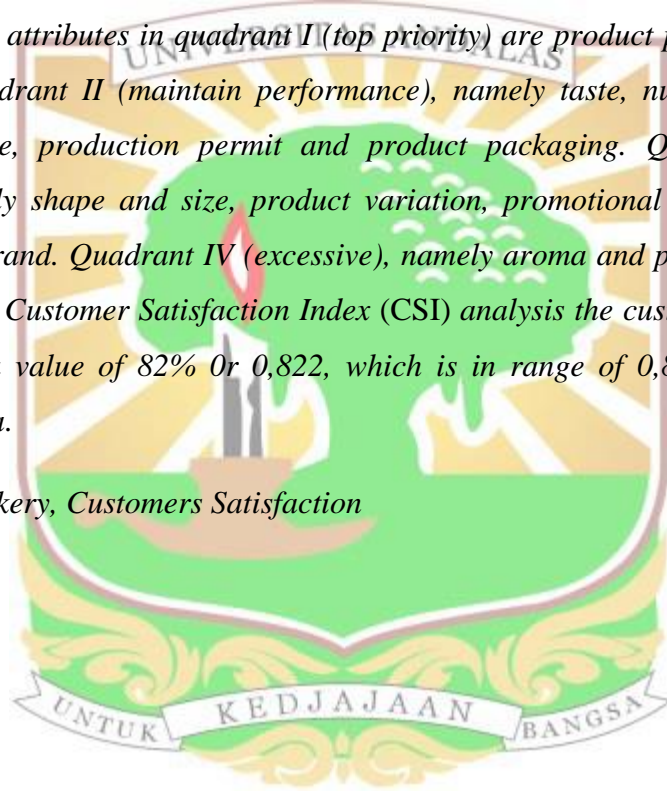 attributes in quadrant I (top priority) are product p
UNIVERSITAS ANDALAS
drant II (maintain performance), namely taste, nu
e, production permit and product packaging. Q
ly shape and size, product variation, promotional
rand. Quadrant IV (excessive), namely aroma and p
Customer Satisfaction Index (CSI) analysis the cus
value of 82% 0r 0,822, which is in range of 0,8
a.
kery, Customers Satisfaction
UNTUK KEDJAJAAN BANGSA